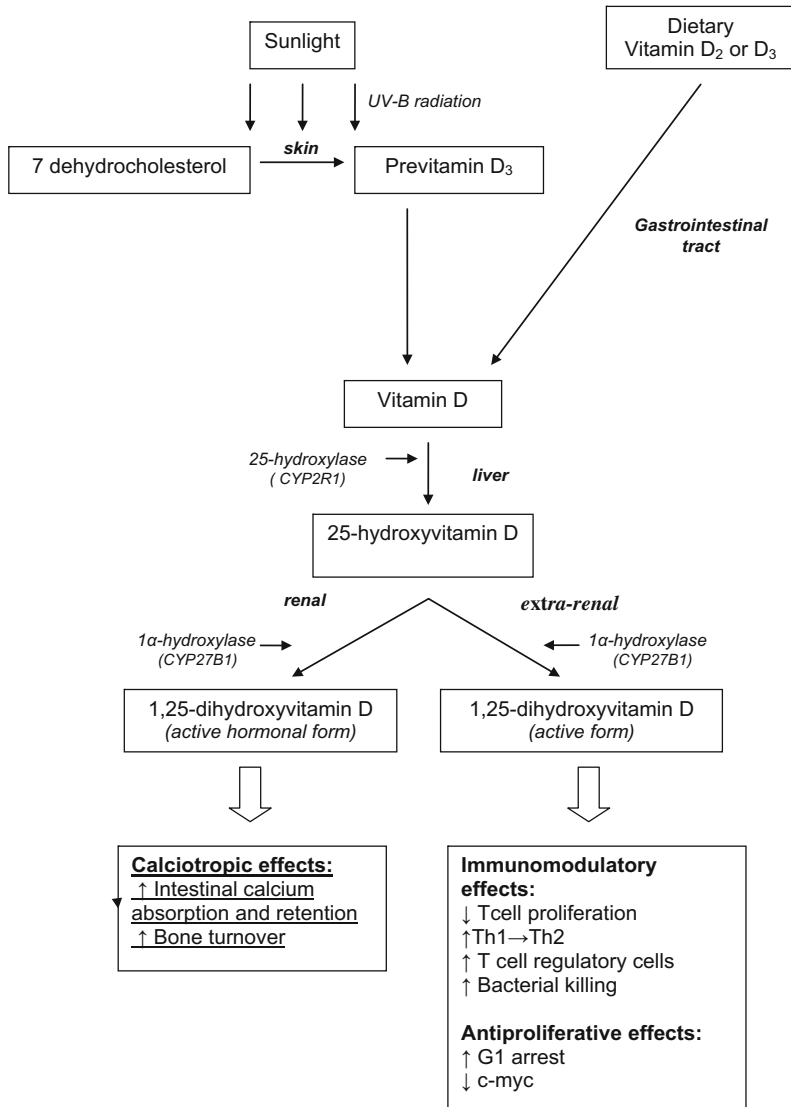 Sunlight
Dietary
Vitamin D₂ or D₃
UV-B radiation
7 dehydrocholesterol
skin
Previtamin D₃
Gastrointestinal
tract
Vitamin D
25-hydroxylase
( CYP2R1)
liver
25-hydroxyvitamin D
renal
extra-renal
1α-hydroxylase
(CYP27B1)
1α-hydroxylase
(CYP27B1)
1,25-dihydroxyvitamin D
(active hormonal form)
1,25-dihydroxyvitamin D
(active form)
Calciotropic effects:
↑ Intestinal calcium
absorption and retention
↑ Bone turnover
Immunomodulatory
effects:
↓ Tcell proliferation
↑Th1→Th2
↑ T cell regulatory cells
↑ Bacterial killing
Antiproliferative effects:
↑ G1 arrest
↓ c-myc